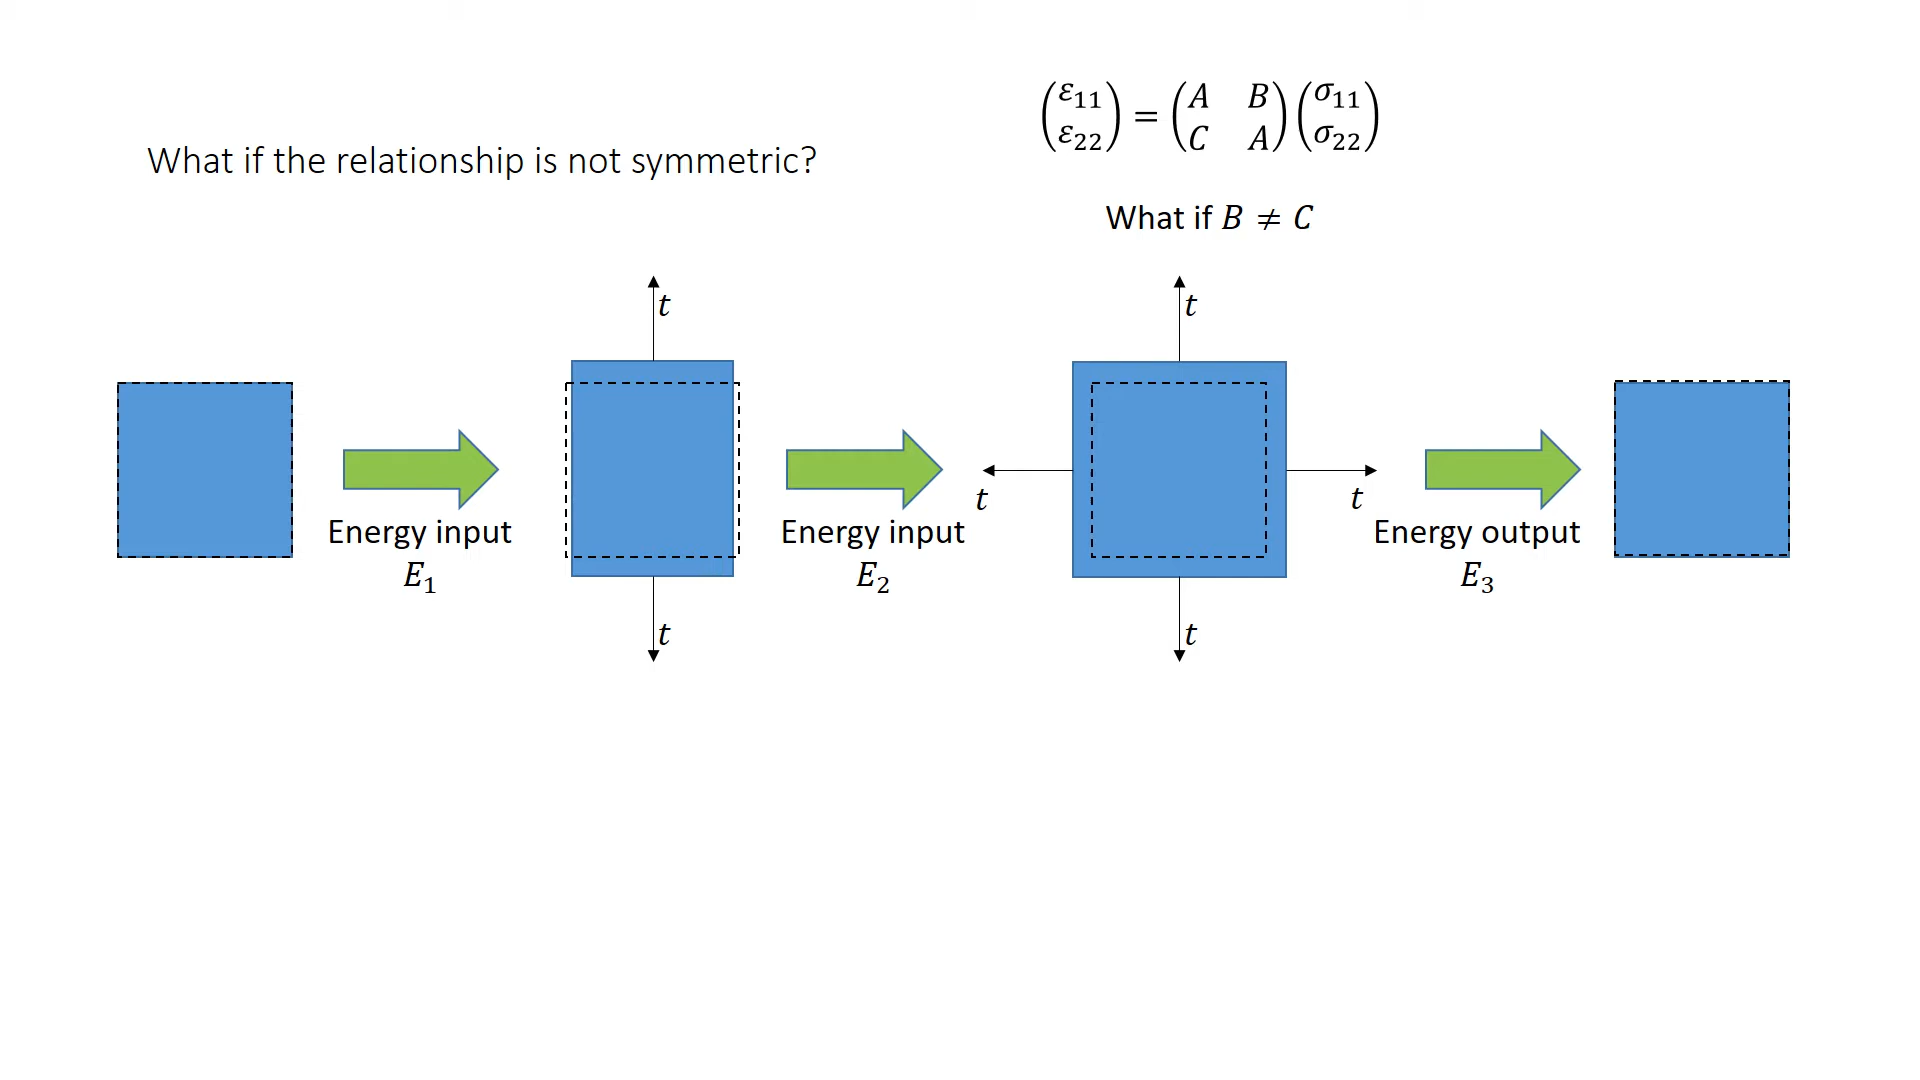 What if the relationship is not symmetric?
(ε₁₁ ε₂₂) = (A B C A) (σ₁₁ σ₂₂)
What if B ≠ C
t
t
t
t
t
t
Energy input
E₁
Energy input
E₂
Energy output
E₃